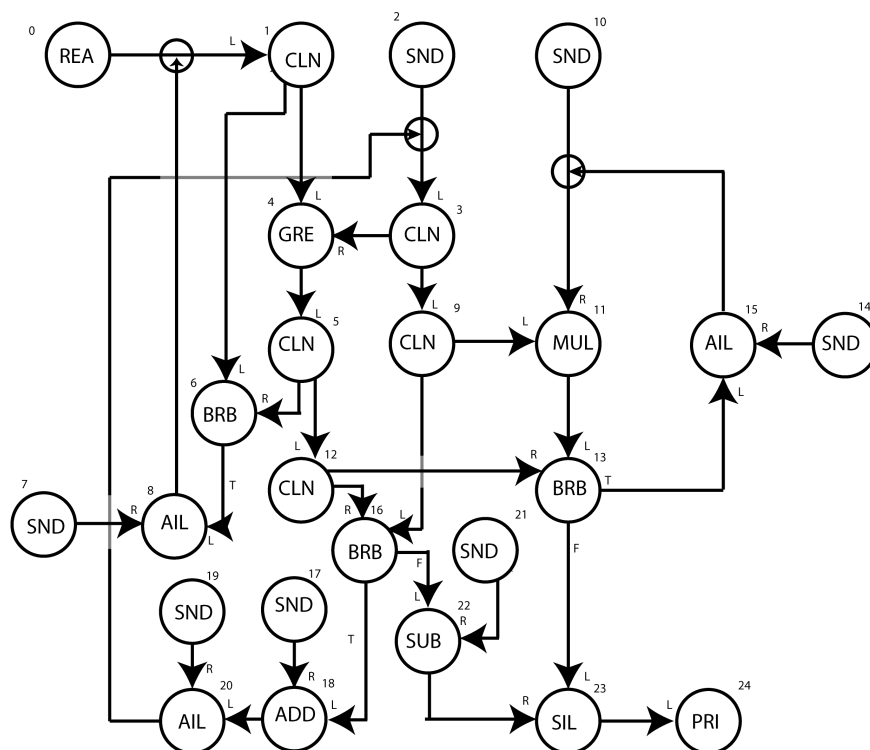 0
REA
L
1
CLN
2
SND
10
SND
4
GRE
L
R
L
3
CLN
5
CLN
L
L
9
CLN
L
R
11
MUL
15
AIL
R
14
SND
6
BRB
L
R
L
12
CLN
R
L
13
BRB
T
L
7
SND
R
8
AIL
L
T
R
16
BRB
L
F
21
SND
F
19
SND
17
SND
T
L
22
SUB
R
R
20
AIL
L
R
18
ADD
L
R
L
23
SIL
L
24
PRI